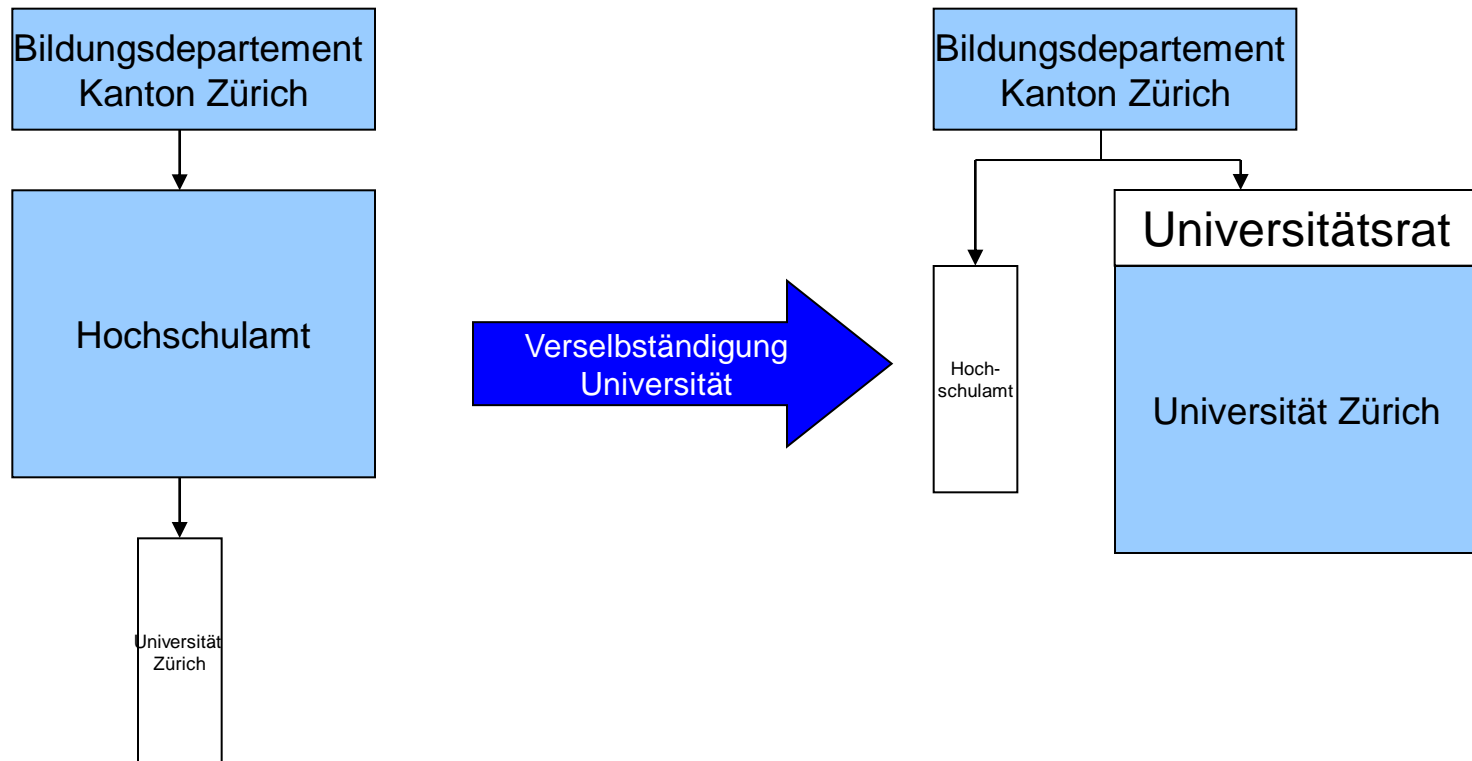 Bildungsdepartement
Kanton Zürich
Hochschulamt
Universität
Zürich
Verselbständigung
Universität
Bildungsdepartement
Kanton Zürich
Universitätsrat
Hoch-
schulamt
Universität Zürich